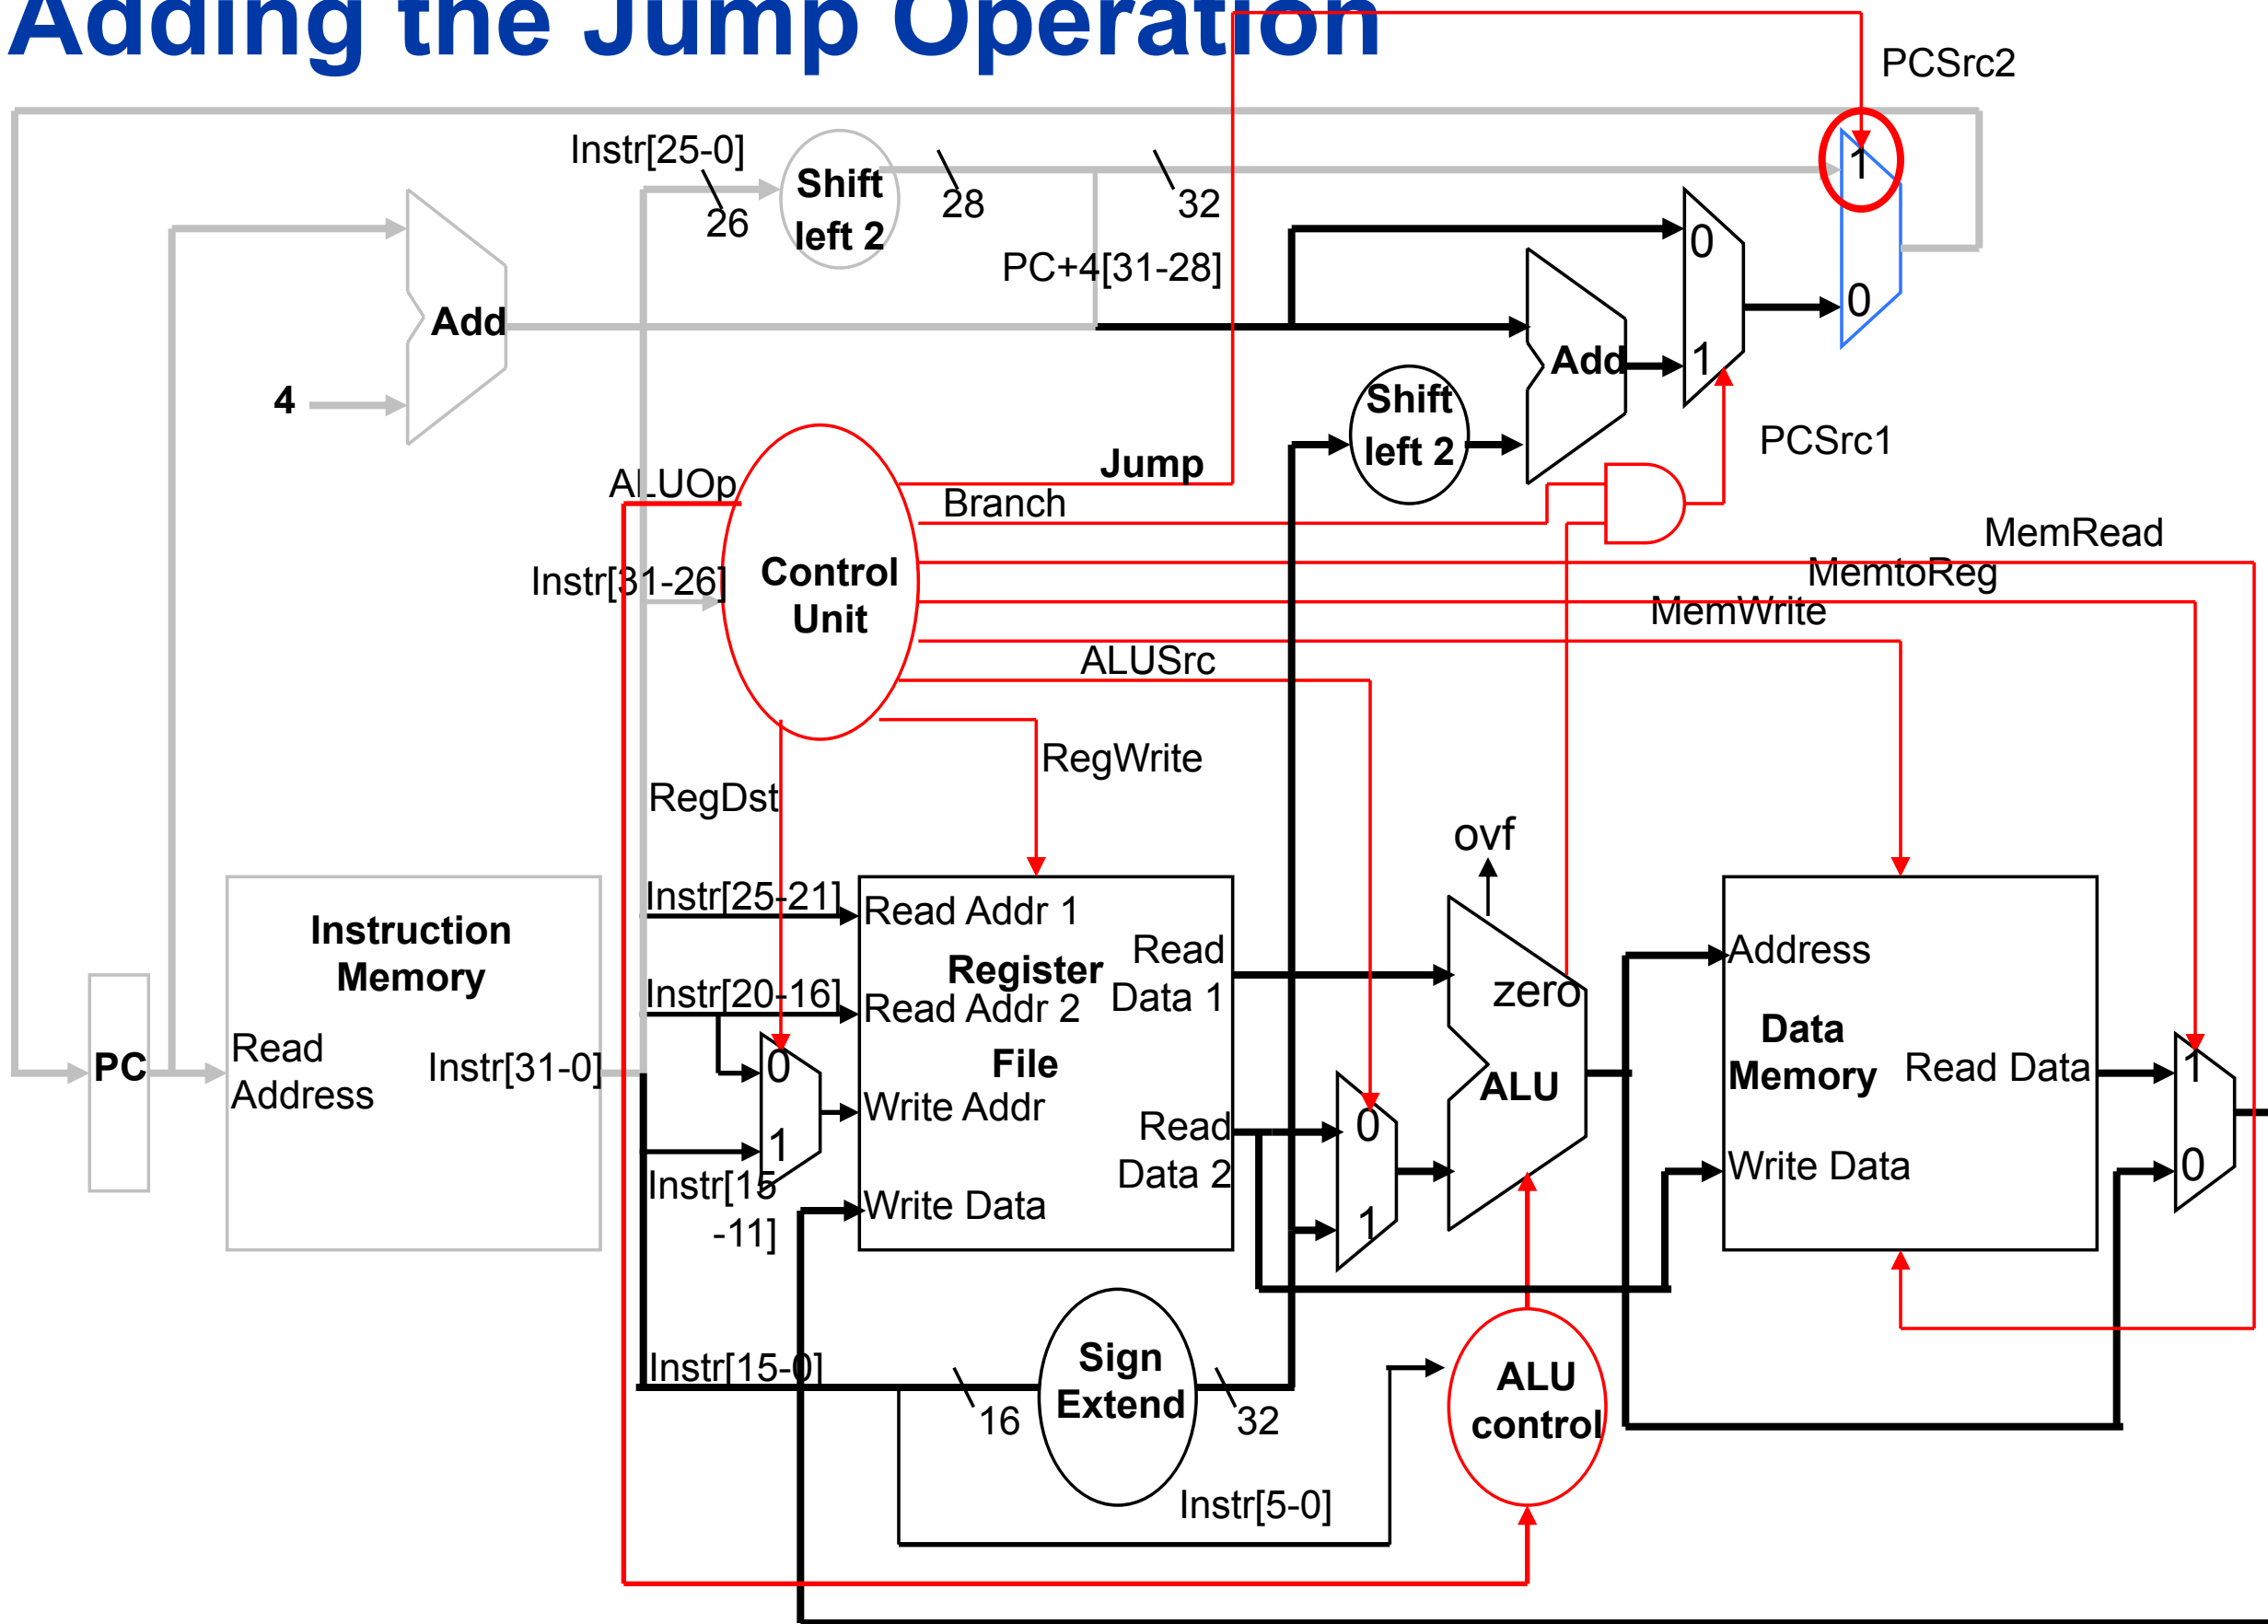 Adding the Jump Operation
PCSrc2
Instr[25-0]
Shift
left 2
1
26
28
32
0
PC+4[31-28]
0
Add
Add
1
4
Shift
left 2
PCSrc1
ALUOp
Jump
Branch
MemRead
Instr[31-26]
Control
Unit
MemtoReg
MemWrite
ALUSrc
RegWrite
RegDst
ovf
Instr[25-21]
Read Addr 1
Instruction
Memory
Register
Read
Data 1
Address
Instr[20-16]
Read Addr 2
zero
Data
Memory
PC
Read
Address
Instr[31-0]
0
File
ALU
Read Data
1
Write Addr
Read
Data 2
0
1
Write Data
0
Instr[15
-11]
Write Data
1
Instr[15-0]
Sign
Extend
ALU
control
16
32
Instr[5-0]